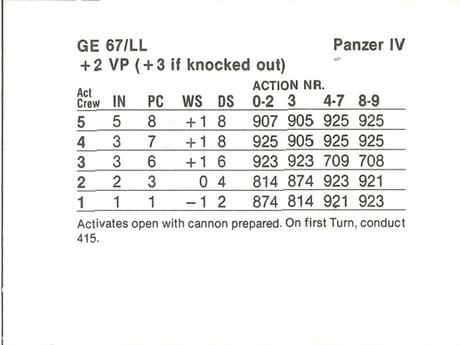 GE 67/LL Panzer IV
+2 VP (+3 if knocked out)
ACTION NR.
Act Crew IN PC WS DS 0-2 3 4-7 8-9
5 5 8 +1 8 907 905 925 925
4 3 7 +1 8 925 905 925 925
3 3 6 +1 6 923 923 709 708
2 2 3 0 4 814 874 923 921
1 1 1 −1 2 874 814 921 923
Activates open with cannon prepared. On first Turn, conduct
415.